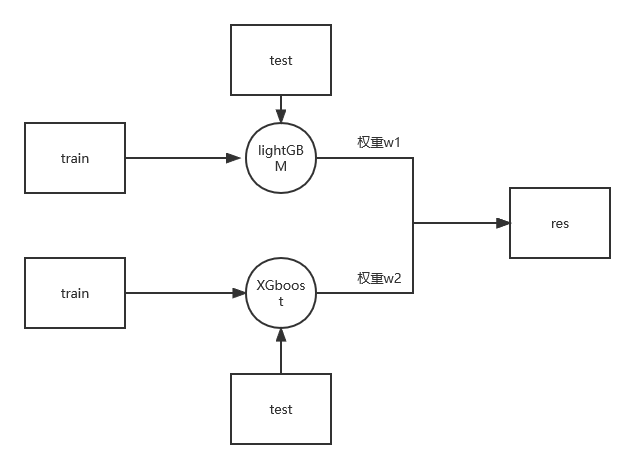 test
train
lightGB
M
权重w1
res
train
XGboos
t
权重w2
test